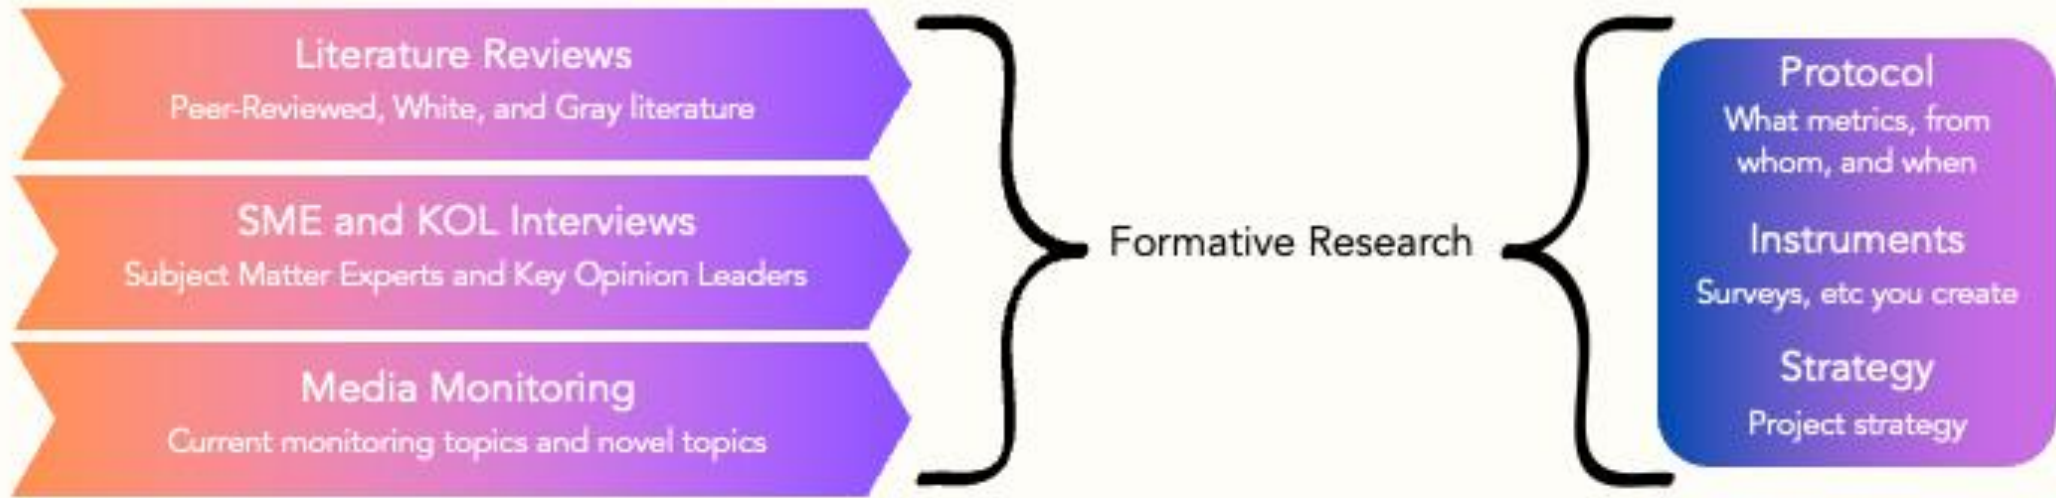 Literature Reviews
Peer-Reviewed, White, and Gray literature
SME and KOL Interviews
Subject Matter Experts and Key Opinion Leaders
Media Monitoring
Current monitoring topics and novel topics
Formative Research
Protocol
What metrics, from
whom, and when
Instruments
Surveys, etc you create
Strategy
Project strategy